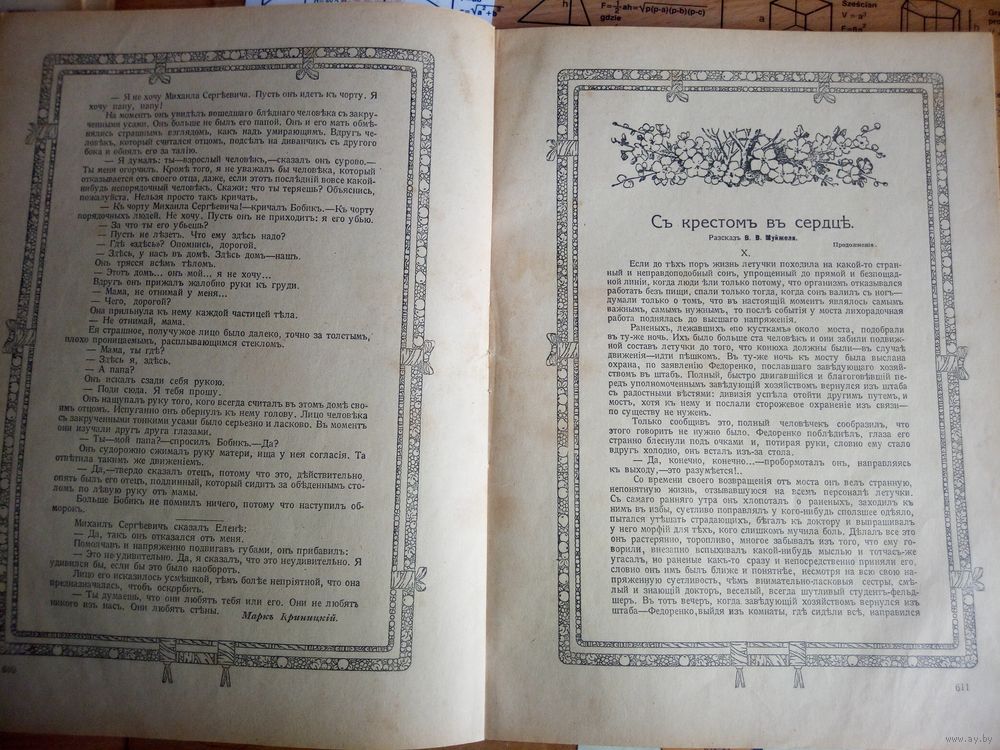 — Я не хочу Михаила Сергѣевича. Пусть онъ идетъ къ чорту. Я
хочу папу, папу!
На моментъ онъ увидѣлъ вошедшаго блѣднаго человѣка съ закру-
ченными усами. Онъ больше не былъ его папой. Онъ и его мать обмѣ-
нялись страшнымъ взглядомъ, какъ надъ умирающимъ. Вдругъ че-
ловѣкъ, который считался отцомъ, подсѣлъ на диванчикъ съ другого
бока и обнялъ его за талію.
— Я думалъ: ты—взрослый человѣкъ,—сказалъ онъ сурово.—
Ты меня огорчилъ. Кромѣ того, я не уважалъ бы человѣка, который
отказывается отъ своего отца, даже, если этотъ послѣдній вовсе какой-
нибудь непорядочный человѣкъ. Скажи: что ты теряешь? Объяснись,
пожалуйста. Нельзя просто такъ кричать.
— Къ чорту Михаила Сергѣевича!—кричалъ Бобикъ.—Къ чорту
порядочныхъ людей. Не хочу. Пусть онъ не приходитъ: я его убью.
— За что ты его убьешь?
— Пусть не лѣзетъ. Что ему здѣсь надо?
— Гдѣ «здѣсь»? Опомнись, дорогой.
— Здѣсь, у насъ въ домѣ. Здѣсь домъ—нашъ.
Онъ трясся всѣмъ тѣломъ.
— Этотъ домъ... онъ мой... я не хочу...
Вдругъ онъ прижалъ жалобно руки къ груди.
— Мама, не отнимай у меня...
— Чего, дорогой?
Она прильнула къ нему каждой частицей тѣла.
— Не отнимай, мама.
Ея страшное, получужое лицо было далеко, точно за толстымъ,
плохо проницаемымъ, расплывающимся стекломъ.
— Мама, ты гдѣ?
— Здѣсь я, здѣсь.
— А папа?
Онъ искалъ сзади себя рукою.
— Поди сюда. Я тебя прошу.
Онъ нащупалъ руку того, кого всегда считалъ въ этомъ домѣ сво-
имъ отцомъ. Испуганно онъ обернулъ къ нему голову. Лицо человѣка
съ закрученными тонкими усами было серьезно и ласково. Въ моментъ
они изучали другъ друга глазами.
— Ты—мой папа?—спросилъ Бобикъ.—Да?
Онъ судорожно сжималъ руку матери, ища у нея согласія. Та
отвѣтила такимъ же движеніемъ.
— Да,—твердо сказалъ отецъ, потому что это, дѣйствительно,
опять былъ его отецъ, подлинный, который сидитъ за обѣденнымъ сто-
ломъ по лѣвую руку отъ мамы.
Больше Бобикъ не помнилъ ничего, потому что наступилъ об-
морокъ.
Михаилъ Сергѣевичъ сказалъ Еленѣ:
— Да, такъ онъ отказался отъ меня.
Помолчавъ и напряженно подвигавъ губами, онъ прибавилъ:
— Это неудивительно. Да, я сказалъ, что это неудивительно. Я
удивился бы, если бы это было наоборотъ.
Лицо его исказилось усмѣшкой, тѣмъ болѣе непріятной, что она
предназначалась, чтобъ оскорбить.
— Ты думаешь, что они любятъ тебя или его. Они не любятъ
никого изъ насъ. Они любятъ стѣны.
Маркъ Криницкій.
Съ крестомъ въ сердцѣ.
Разсказъ В. В. Муйжеля.
Продолженіе.
X.
Если до тѣхъ поръ жизнь летучки походила на какой-то стран-
ный и неправдоподобный сонъ, упрощенный до прямой и безпощад-
ной линіи, когда люди ѣли только потому, что организмъ отказывался
работать безъ пищи, спали только тогда, когда сонъ валилъ съ ногъ—
думали только о томъ, что въ настоящій моментъ являлось самымъ
важнымъ, самымъ нужнымъ, то послѣ событія у моста лихорадочная
работа поднялась до высшаго напряженія.
Раненыхъ, лежавшихъ «по кусткамъ» около моста, подобрали
въ ту-же ночь. Ихъ было больше ста человѣкъ и они забили подвиж-
ной составъ летучки до того, что конюха должны были—въ случаѣ
движенія—идти пѣшкомъ. Въ ту-же ночь къ мосту была выслана
охрана, по заявленію Федоренко, пославшаго завѣдующаго хозяй-
ствомъ въ штабъ. Полный, быстро двигавшійся и благоговѣвшій пе-
редъ уполномоченнымъ завѣдующій хозяйствомъ вернулся изъ штаба
съ радостными вѣстями: дивизія успѣла отойти другимъ путемъ, и
мостъ, хотя къ нему и послали сторожевое охраненіе изъ связи—
по существу не нуженъ.
Только сообщивъ это, полный человѣчекъ сообразилъ, что
этого говорить не нужно было. Федоренко поблѣднѣлъ, глаза его
странно блеснули подъ очками и, потирая руки, словно ему стало
вдругъ холодно, онъ всталъ изъ-за стола.
— Да, конечно, конечно...—пробормоталъ онъ, направляясь
къ выходу,—это разумѣется!..
Со времени своего возвращенія отъ моста онъ велъ странную,
непонятную жизнь, отзывавшуюся на всемъ персоналѣ летучки.
Съ самаго ранняго утра онъ хлопоталъ о раненыхъ, заходилъ къ
нимъ въ избы, суетливо поправлялъ у кого-нибудь сползшее одѣяло,
пытался утѣшать страдающихъ, бѣгалъ къ доктору и выпрашивалъ
у него морфій для тѣхъ, кого слишкомъ мучила боль. Дѣлалъ все это
онъ растерянно, торопливо, многое забывалъ изъ того, что ему го-
ворили, внезапно вспыхивалъ какой-нибудь мыслью и тотчасъ-же
угасалъ, но раненые какъ-то сразу и непосредственно приняли его,
словно онъ имъ былъ ближе и понятнѣе, несмотря на всю свою на-
пряженную суетливость, чѣмъ внимательно-ласковыя сестры, смѣ-
лый и знающій докторъ, веселый, всегда шутливый студентъ-фельд-
шеръ. Въ тотъ вечеръ, когда завѣдующій хозяйствомъ вернулся изъ
штаба—Федоренко, выйдя изъ комнаты, гдѣ сидѣли всѣ, направился
611
h
F=½ah=√p(p-a)(p-b)(p-c)
gdzie
a
Sześcian
V = a³
www.ay.by